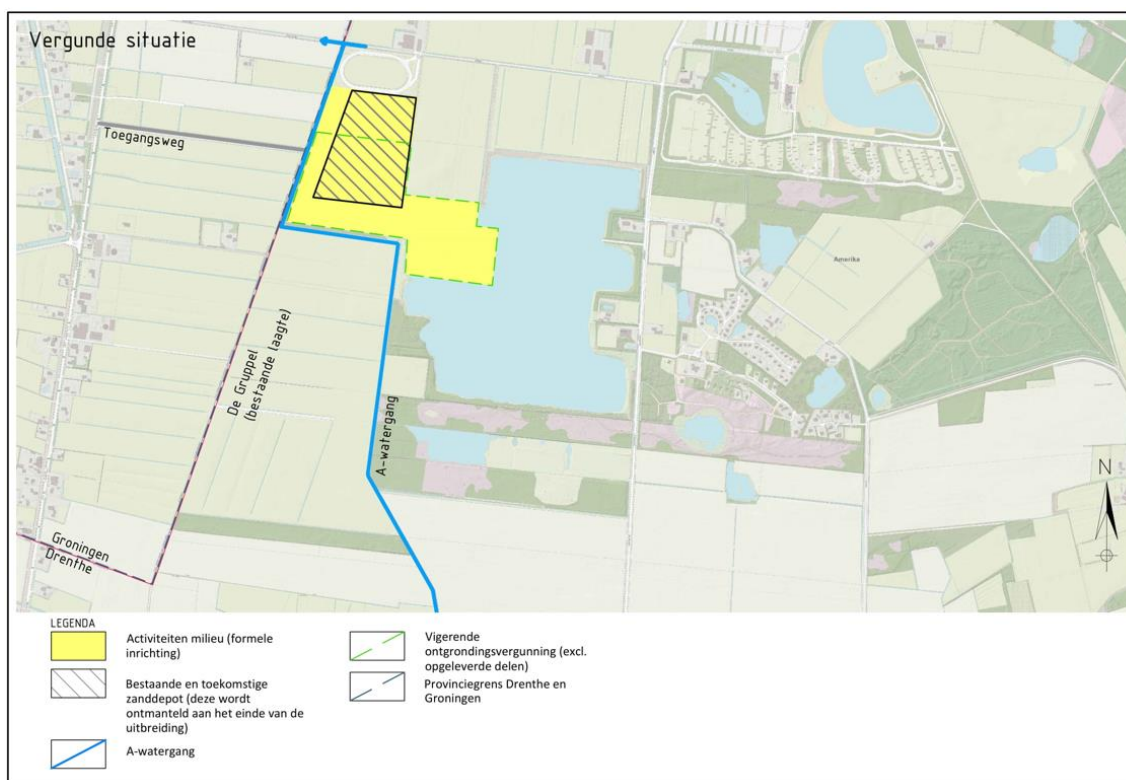 Vergunde situatie
Toegangsweg
De Gruppel
(bestaande laagte)
A-watergang
Amerika
Groningen
Drenthe
N
LEGENDA
Activiteiten milieu (formele
inrichting)
Bestaande en toekomstige
zanddepot (deze wordt
ontmanteld aan het einde van de
uitbreiding)
A-watergang
Vigerende
ontgrondingsvergunning (excl.
opgeleverde delen)
Provinciegrens Drenthe en
Groningen